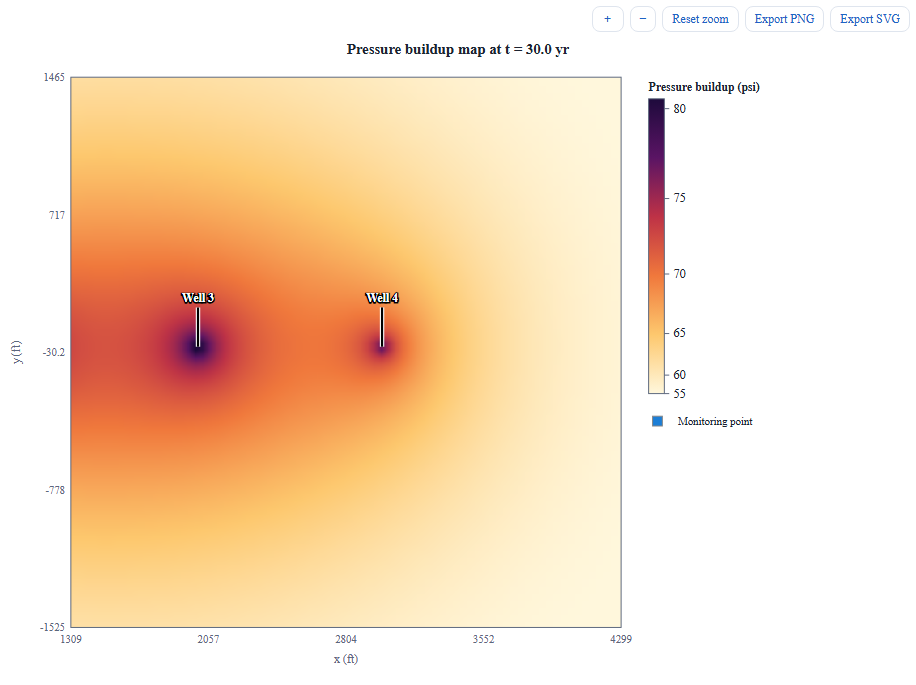 + − Reset zoom Export PNG Export SVG
Pressure buildup map at t = 30.0 yr
Pressure buildup (psi)
80
75
70
65
60
55
Monitoring point
1465
717
-30.2
-778
-1525
y (ft)
Well 3 Well 4
1309 2057 2804 3552 4299
x (ft)